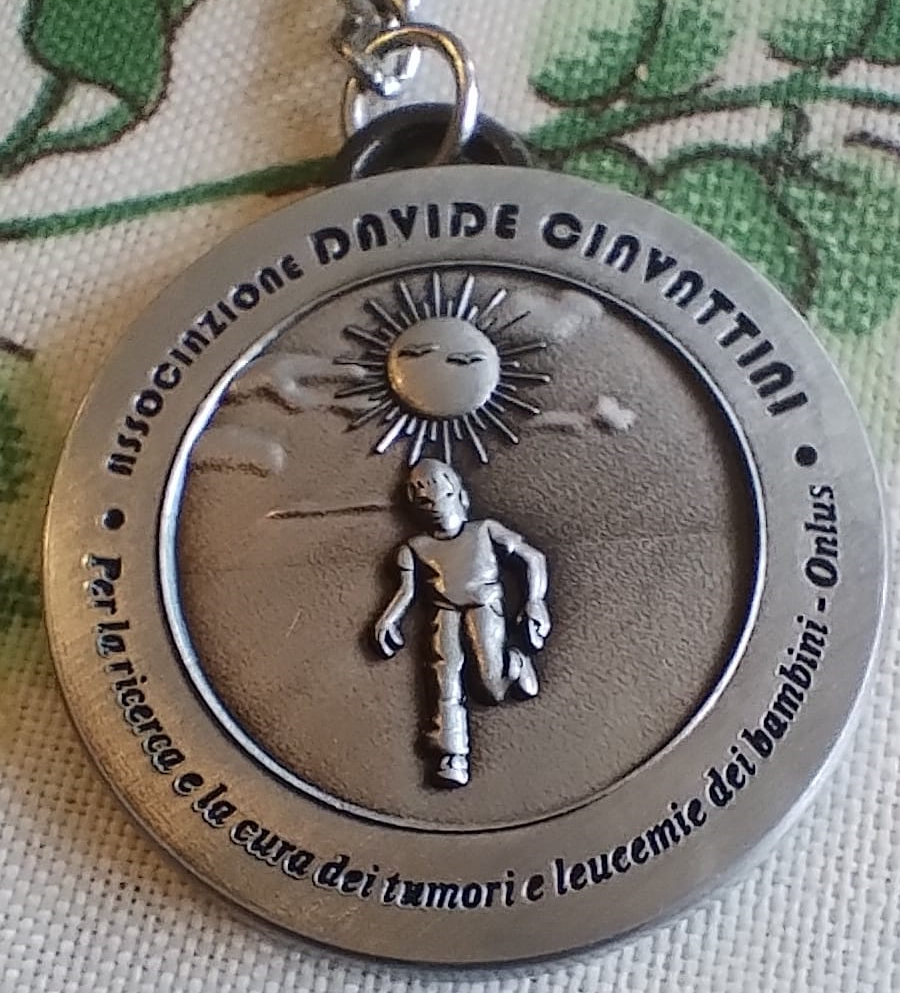 ASSOCIAZIONE DAVIDE CIAVATTINI
Per la ricerca e la cura dei tumori e leucemie dei bambini - Onlus